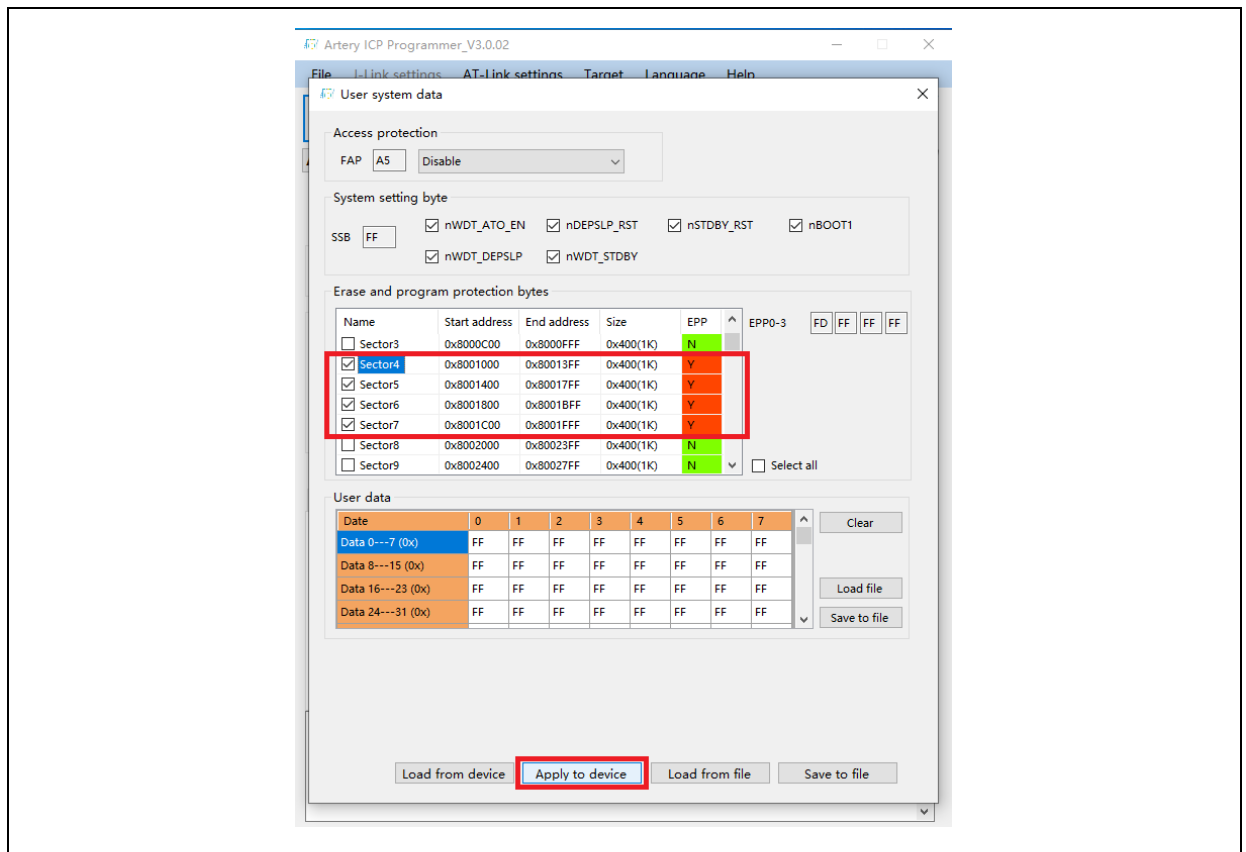 Artery ICP Programmer_V3.0.02
File J-Link settings AT-Link settings Target Language Help
User system data
Access protection
FAP A5 Disable
System setting byte
SSB FF
nWDT_ATO_EN nDEPSLP_RST nSTDBY_RST nBOOT1
nWDT_DEPSLP nWDT_STDBY
Erase and program protection bytes
Name Start address End address Size EPP EPP0-3 FD FF FF FF
Sector3 0x8000C00 0x8000FFF 0x400(1K) N
Sector4 0x8001000 0x80013FF 0x400(1K) Y
Sector5 0x8001400 0x80017FF 0x400(1K) Y
Sector6 0x8001800 0x8001BFF 0x400(1K) Y
Sector7 0x8001C00 0x8001FFF 0x400(1K) Y
Sector8 0x8002000 0x80023FF 0x400(1K) N
Sector9 0x8002400 0x80027FF 0x400(1K) N Select all
User data
Date 0 1 2 3 4 5 6 7 Clear
Data 0---7 (0x) FF FF FF FF FF FF FF FF
Data 8---15 (0x) FF FF FF FF FF FF FF FF
Data 16---23 (0x) FF FF FF FF FF FF FF FF Load file
Data 24---31 (0x) FF FF FF FF FF FF FF FF Save to file
Load from device Apply to device Load from file Save to file